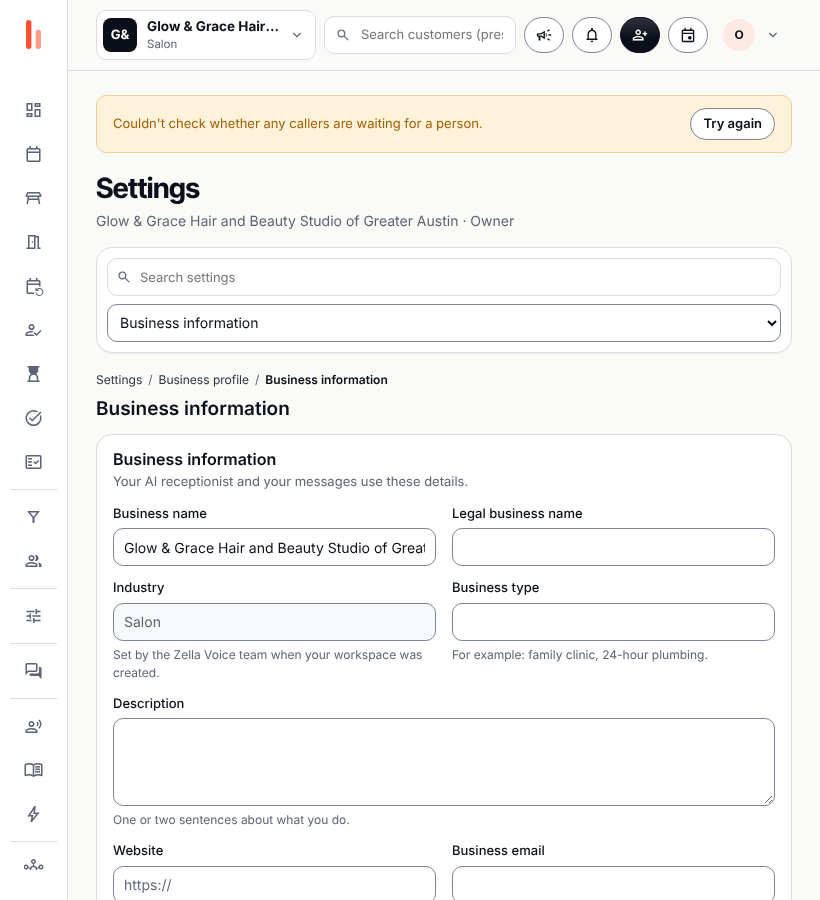 G&
Glow & Grace Hair...
Salon
Search customers (pres
O
Couldn't check whether any callers are waiting for a person.
Try again
Settings
Glow & Grace Hair and Beauty Studio of Greater Austin · Owner
Search settings
Business information
Settings / Business profile / Business information
Business information
Business information
Your AI receptionist and your messages use these details.
Business name
Legal business name
Glow & Grace Hair and Beauty Studio of Great
Industry
Business type
Salon
Set by the Zella Voice team when your workspace was created.
For example: family clinic, 24-hour plumbing.
Description
One or two sentences about what you do.
Website
Business email
https://